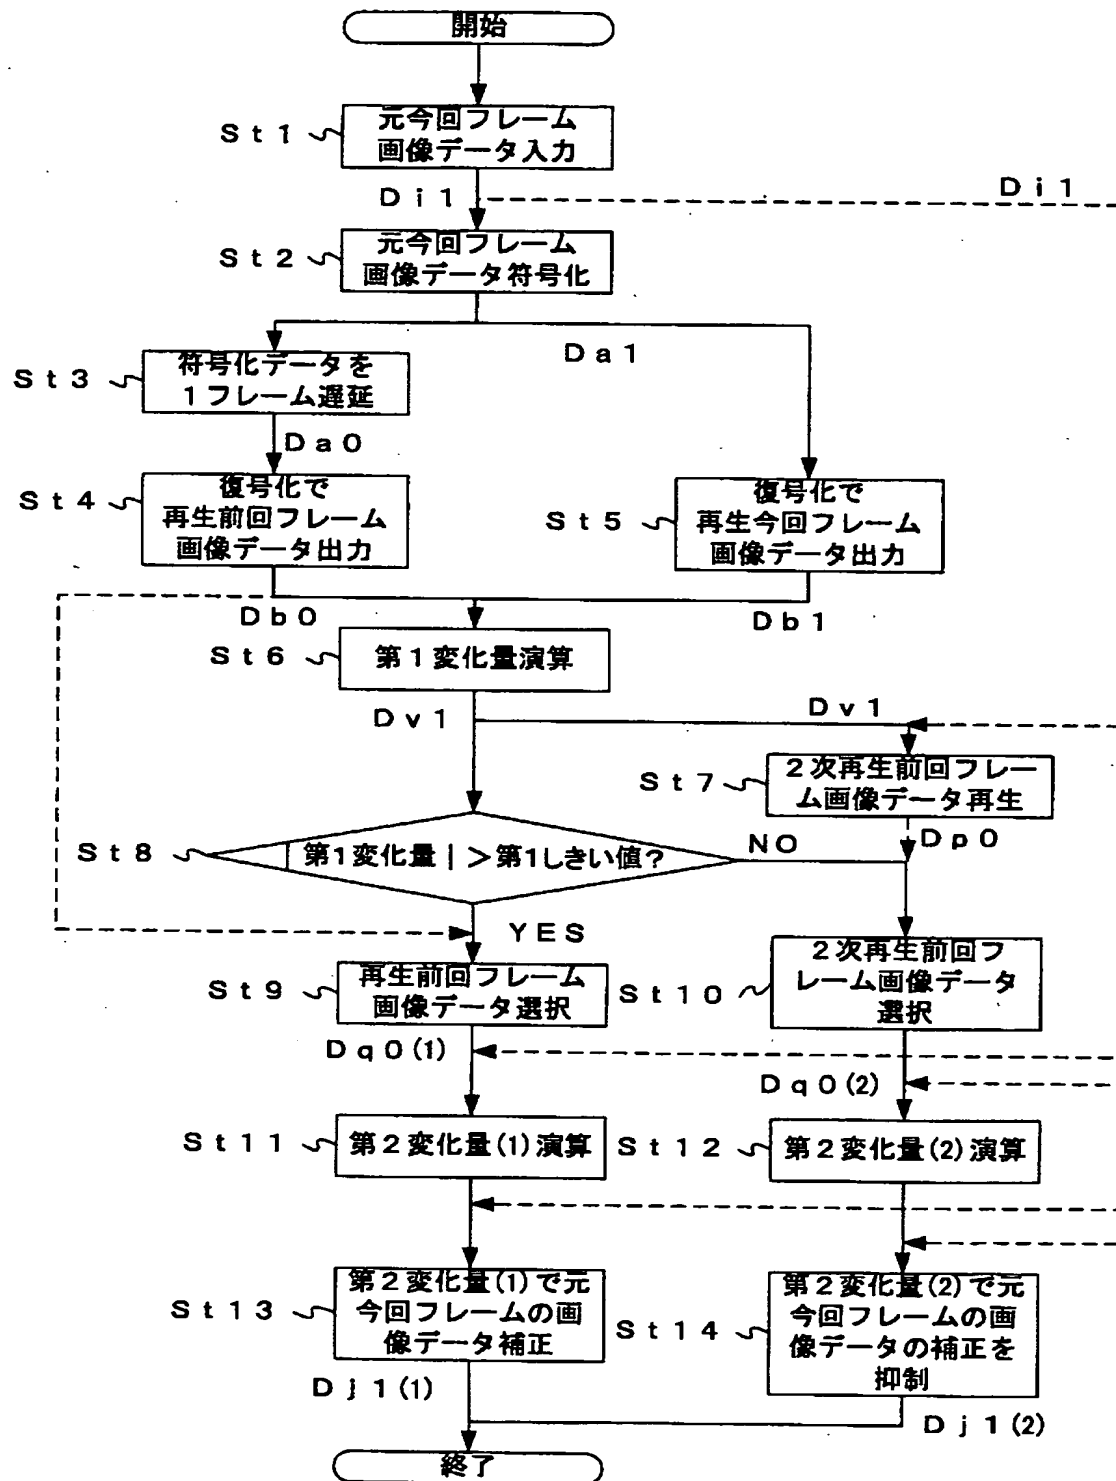 開始
St1
元今回フレーム
画像データ入力
Di1
Di1
St2
元今回フレーム
画像データ符号化
Da1
St3
符号化データを
1フレーム遅延
Da0
St4
復号化で
再生前回フレーム
画像データ出力
St5
復号化で
再生今回フレーム
画像データ出力
Db0
Db1
St6
第1変化量演算
Dv1
Dv1
St7
2次再生前回フレー
ム画像データ再生
Dp0
St8
|第1変化量|>第1しきい値?
NO
YES
St9
再生前回フレーム
画像データ選択
St10
2次再生前回フ
レーム画像データ
選択
Dq0(1)
Dq0(2)
St11
第2変化量(1)演算
St12
第2変化量(2)演算
St13
第2変化量(1)で元
今回フレームの画
像データ補正
St14
第2変化量(2)で元
今回フレームの画
像データの補正を
抑制
Dj1(1)
Dj1(2)
終了